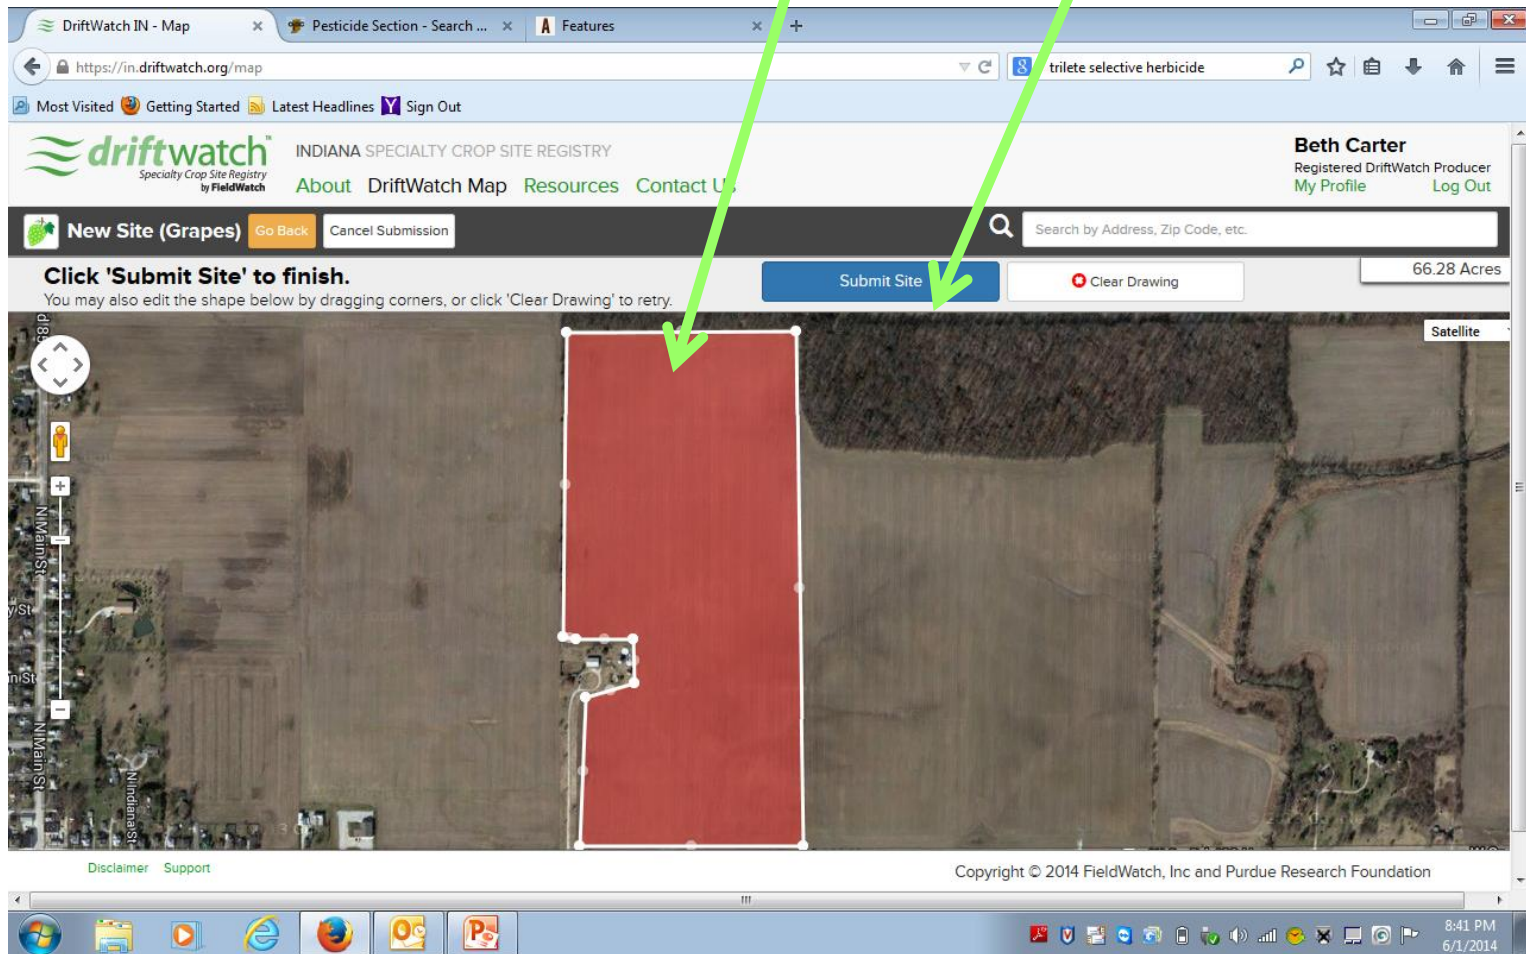 DriftWatch IN - Map
Pesticide Section - Search ...
Features
https://in.driftwatch.org/map
trilete selective herbicide
Most Visited Getting Started Latest Headlines Sign Out
driftwatch
Specialty Crop Site Registry
by FieldWatch
INDIANA SPECIALTY CROP SITE REGISTRY
About DriftWatch Map Resources Contact Us
Beth Carter
Registered DriftWatch Producer
My Profile Log Out
New Site (Grapes) Go Back Cancel Submission
Search by Address, Zip Code, etc.
Click 'Submit Site' to finish.
You may also edit the shape below by dragging corners, or click 'Clear Drawing' to retry.
Submit Site
Clear Drawing
66.28 Acres
Satellite
N Main St
N Main St
N Indiana St
Disclaimer Support
Copyright © 2014 FieldWatch, Inc and Purdue Research Foundation
8:41 PM
6/1/2014